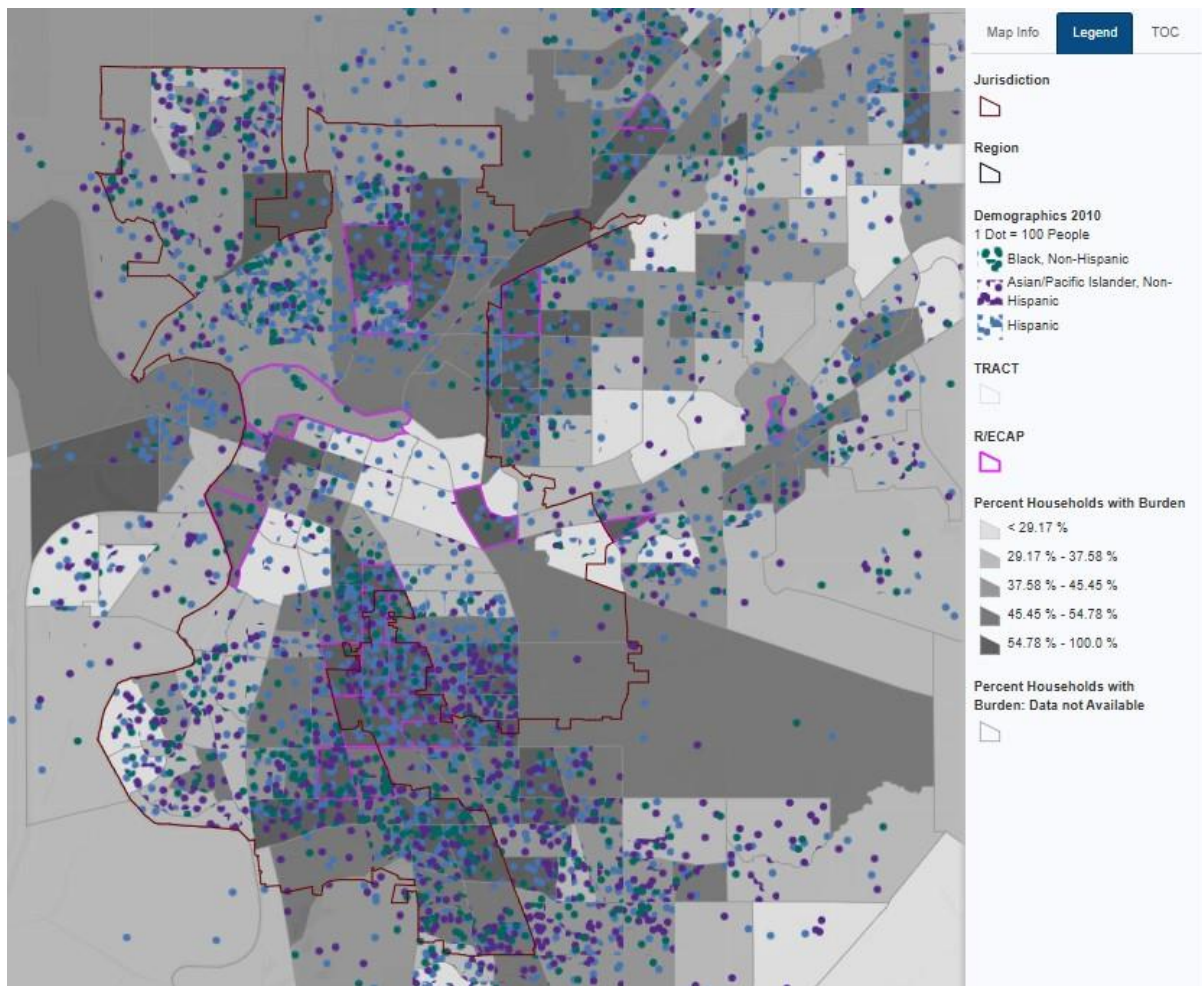 Map Info Legend TOC
Jurisdiction
Region
Demographics 2010
1 Dot = 100 People
Black, Non-Hispanic
Asian/Pacific Islander, Non-
Hispanic
Hispanic
TRACT
R/ECAP
Percent Households with Burden
< 29.17 %
29.17 % - 37.58 %
37.58 % - 45.45 %
45.45 % - 54.78 %
54.78 % - 100.0 %
Percent Households with
Burden: Data not Available